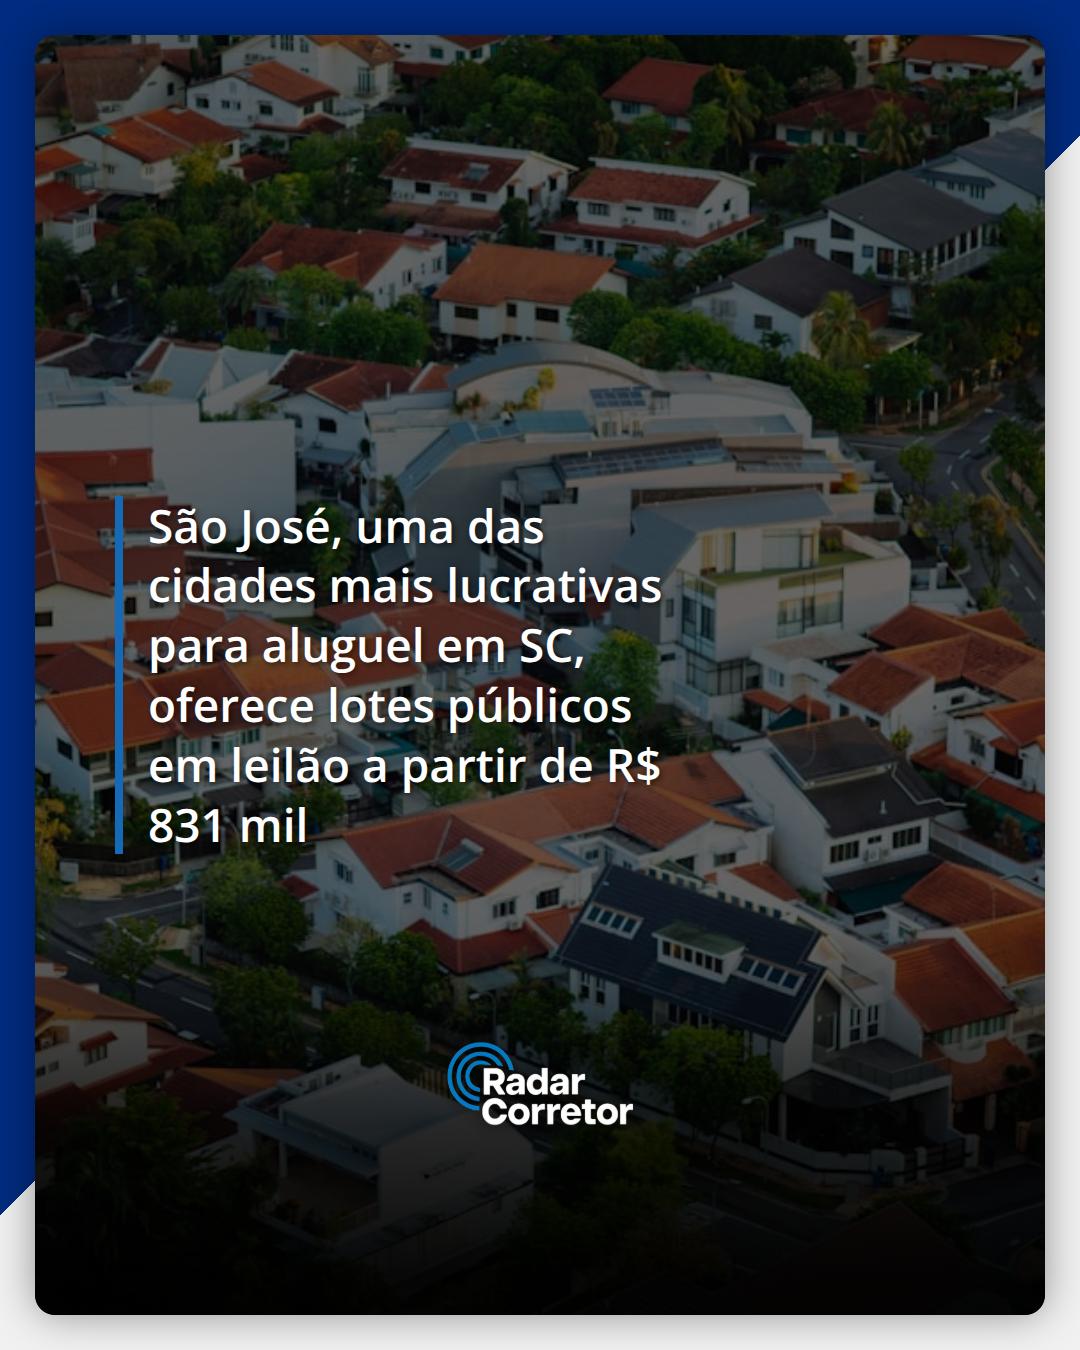 São José, uma das
cidades mais lucrativas
para aluguel em SC,
oferece lotes públicos
em leilão a partir de R$
831 mil
Radar
Corretor